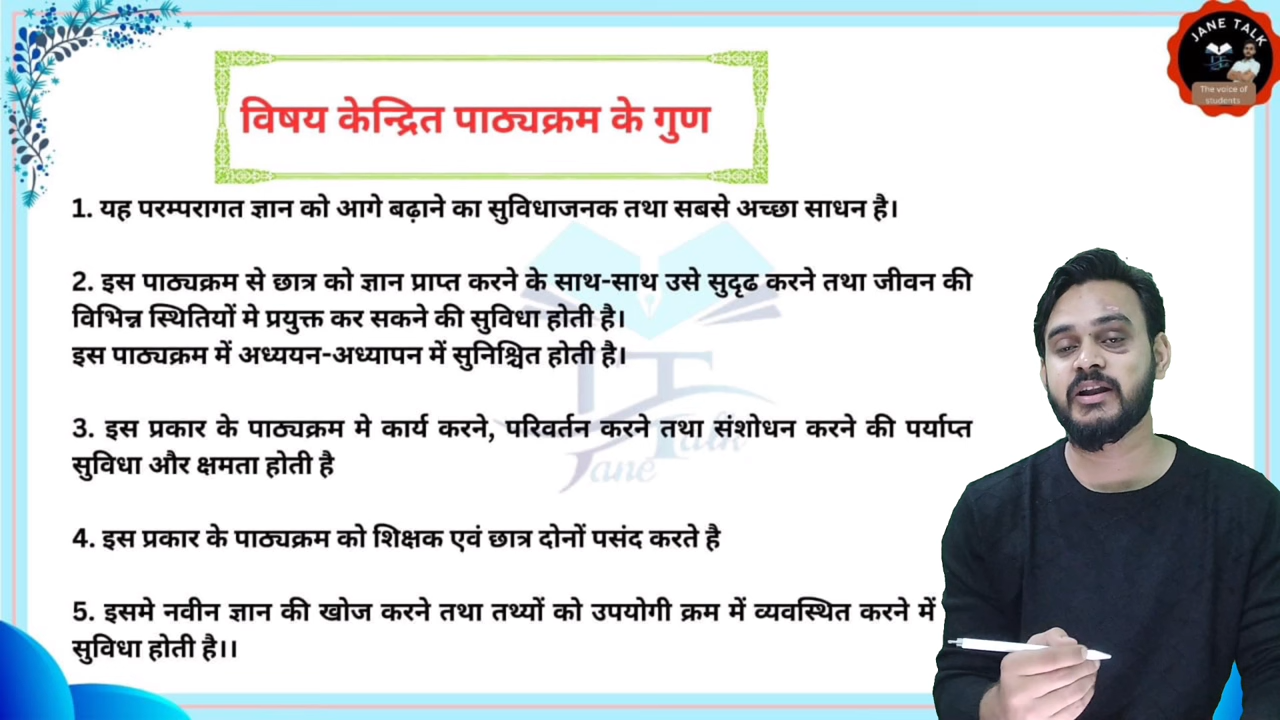 विषय केन्द्रित पाठ्यक्रम के गुण
JANE TALK
The voice of
students
1. यह परम्परागत ज्ञान को आगे बढ़ाने का सुविधाजनक तथा सबसे अच्छा साधन है।
2. इस पाठ्यक्रम से छात्र को ज्ञान प्राप्त करने के साथ-साथ उसे सुदृढ करने तथा जीवन की
विभिन्न स्थितियों मे प्रयुक्त कर सकने की सुविधा होती है।
इस पाठ्यक्रम में अध्ययन-अध्यापन में सुनिश्चित होती है।
3. इस प्रकार के पाठ्यक्रम मे कार्य करने, परिवर्तन करने तथा संशोधन करने की पर्याप्त
सुविधा और क्षमता होती है
Jane Talk
4. इस प्रकार के पाठ्यक्रम को शिक्षक एवं छात्र दोनों पसंद करते है
5. इसमे नवीन ज्ञान की खोज करने तथा तथ्यों को उपयोगी क्रम में व्यवस्थित करने में
सुविधा होती है।।